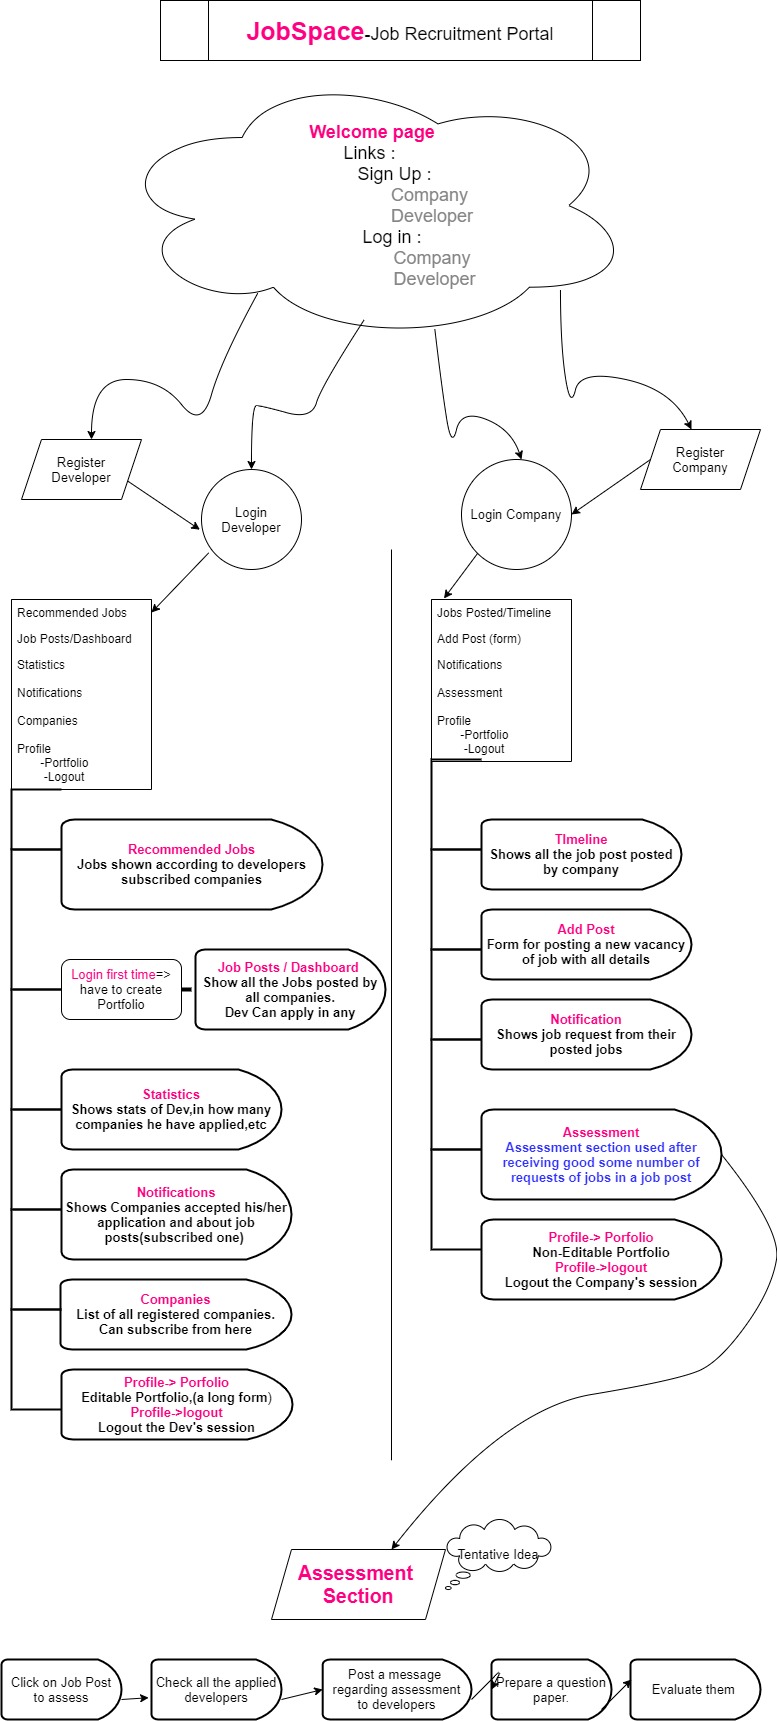 JobSpace-Job Recruitment Portal
Welcome page
Links :
Sign Up :
Company
Developer
Log in :
Company
Developer
Register
Developer
Login
Developer
Login Company
Register
Company
Recommended Jobs
Job Posts/Dashboard
Statistics
Notifications
Companies
Profile
-Portfolio
-Logout
Jobs Posted/Timeline
Add Post (form)
Notifications
Assessment
Profile
-Portfolio
-Logout
Recommended Jobs
Jobs shown according to developers
subscribed companies
Login first time=>
have to create
Portfolio
Job Posts / Dashboard
Show all the Jobs posted by
all companies.
Dev Can apply in any
Statistics
Shows stats of Dev,in how many
companies he have applied,etc
Notifications
Shows Companies accepted his/her
application and about job
posts(subscribed one)
Companies
List of all registered companies.
Can subscribe from here
Profile-> Porfolio
Editable Portfolio,(a long form)
Profile->logout
Logout the Dev's session
TImeline
Shows all the job post posted
by company
Add Post
Form for posting a new vacancy
of job with all details
Notification
Shows job request from their
posted jobs
Assessment
Assessment section used after
receiving good some number of
requests of jobs in a job post
Profile-> Porfolio
Non-Editable Portfolio
Profile->logout
Logout the Company's session
Assessment
Section
Tentative Idea
Click on Job Post
to assess
Check all the applied
developers
Post a message
regarding assessment
to developers
Prepare a question
paper.
Evaluate them